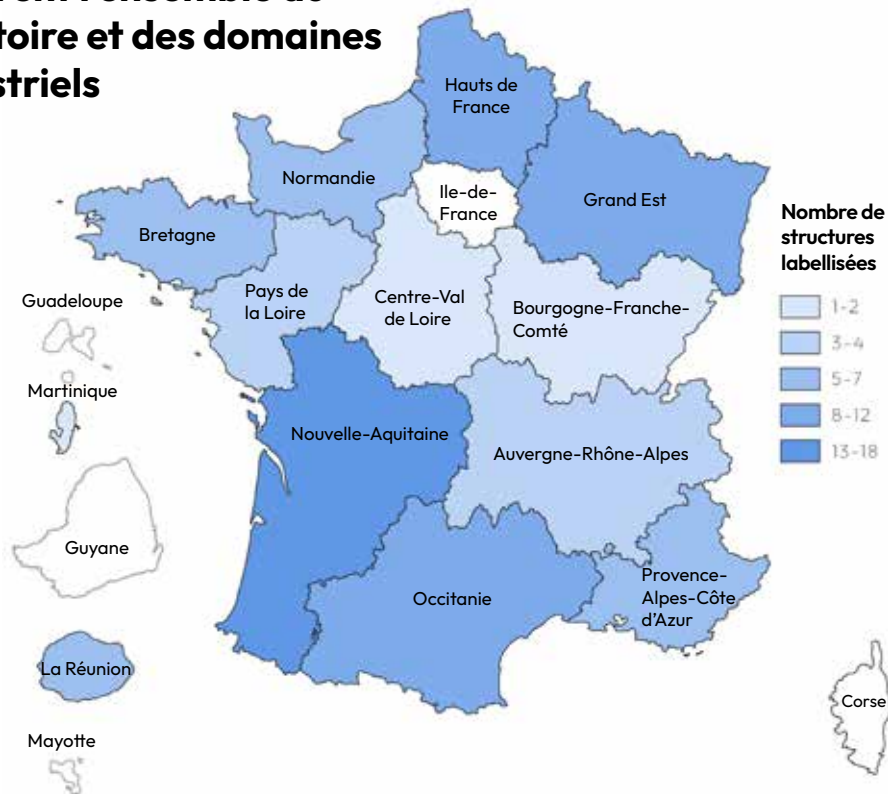 toire et des domaines
striels
Hauts de
France
Normandie
Ile-de-
France
Grand Est
Bretagne
Pays de
la Loire
Centre-Val
de Loire
Bourgogne-Franche-
Comté
Guadeloupe
Martinique
Nouvelle-Aquitaine
Auvergne-Rhône-Alpes
Guyane
Occitanie
Provence-
Alpes-Côte
d'Azur
La Réunion
Mayotte
Corse
Nombre de
structures
labellisées
1-2
3-4
5-7
8-12
13-18